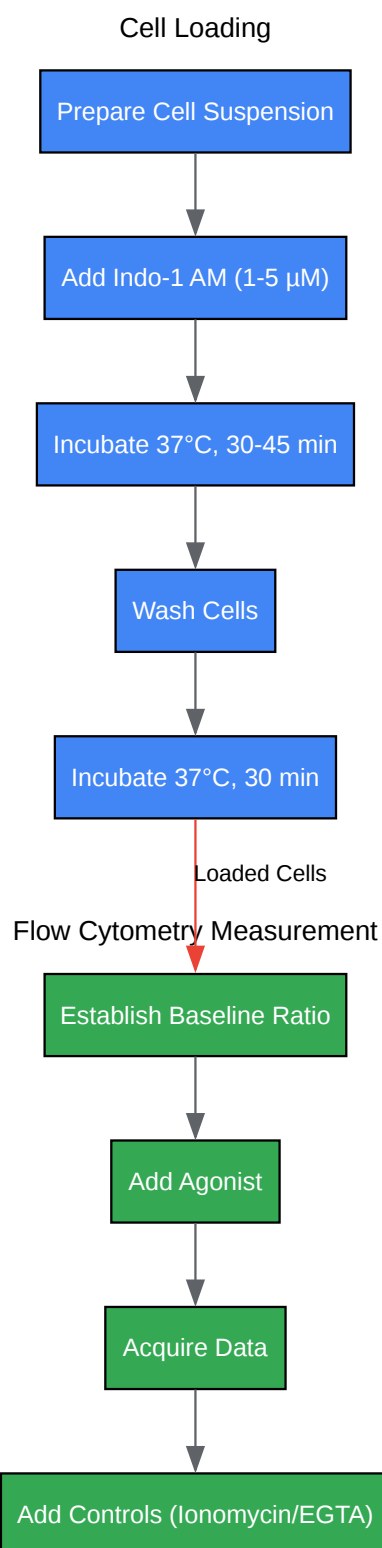 Cell Loading
Prepare Cell Suspension
Add Indo-1 AM (1-5 µM)
Incubate 37°C, 30-45 min
Wash Cells
Incubate 37°C, 30 min
Loaded Cells
Flow Cytometry Measurement
Establish Baseline Ratio
Add Agonist
Acquire Data
Add Controls (Ionomycin/EGTA)